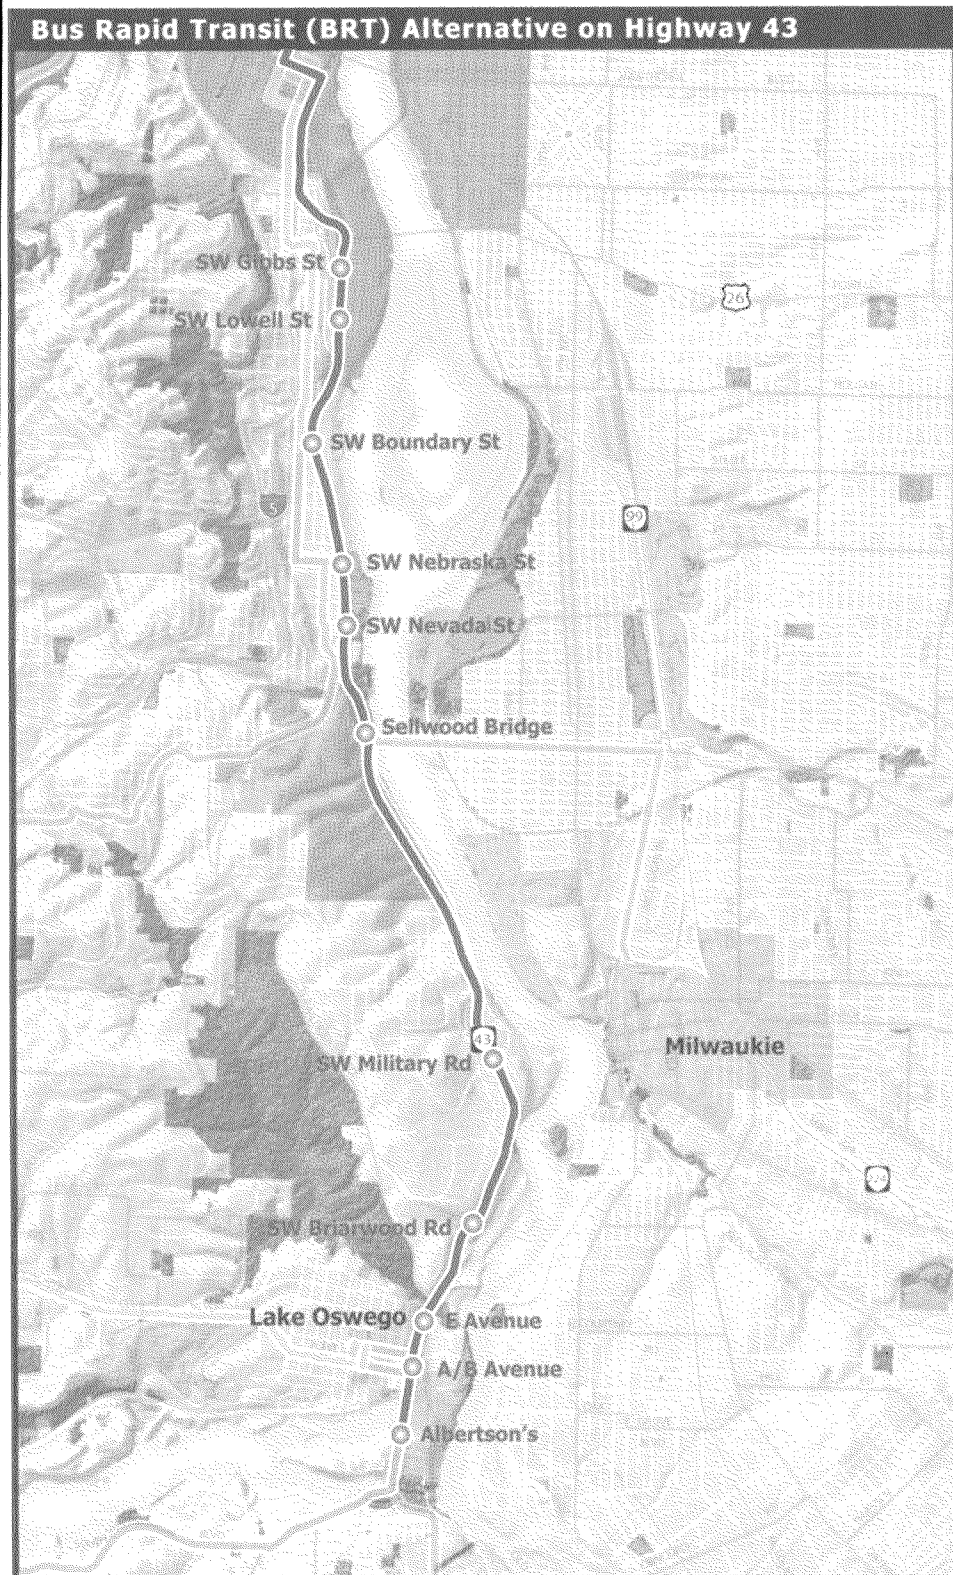 Bus Rapid Transit (BRT) Alternative on Highway 43
SW Gibbs St
26
SW Lowell St
SW Boundary St
5
99
SW Nebraska St
SW Nevada St
Sellwood Bridge
43
Milwaukie
SW Military Rd
SW Briarwood Rd
Lake Oswego
E Avenue
A/B Avenue
Albertson's